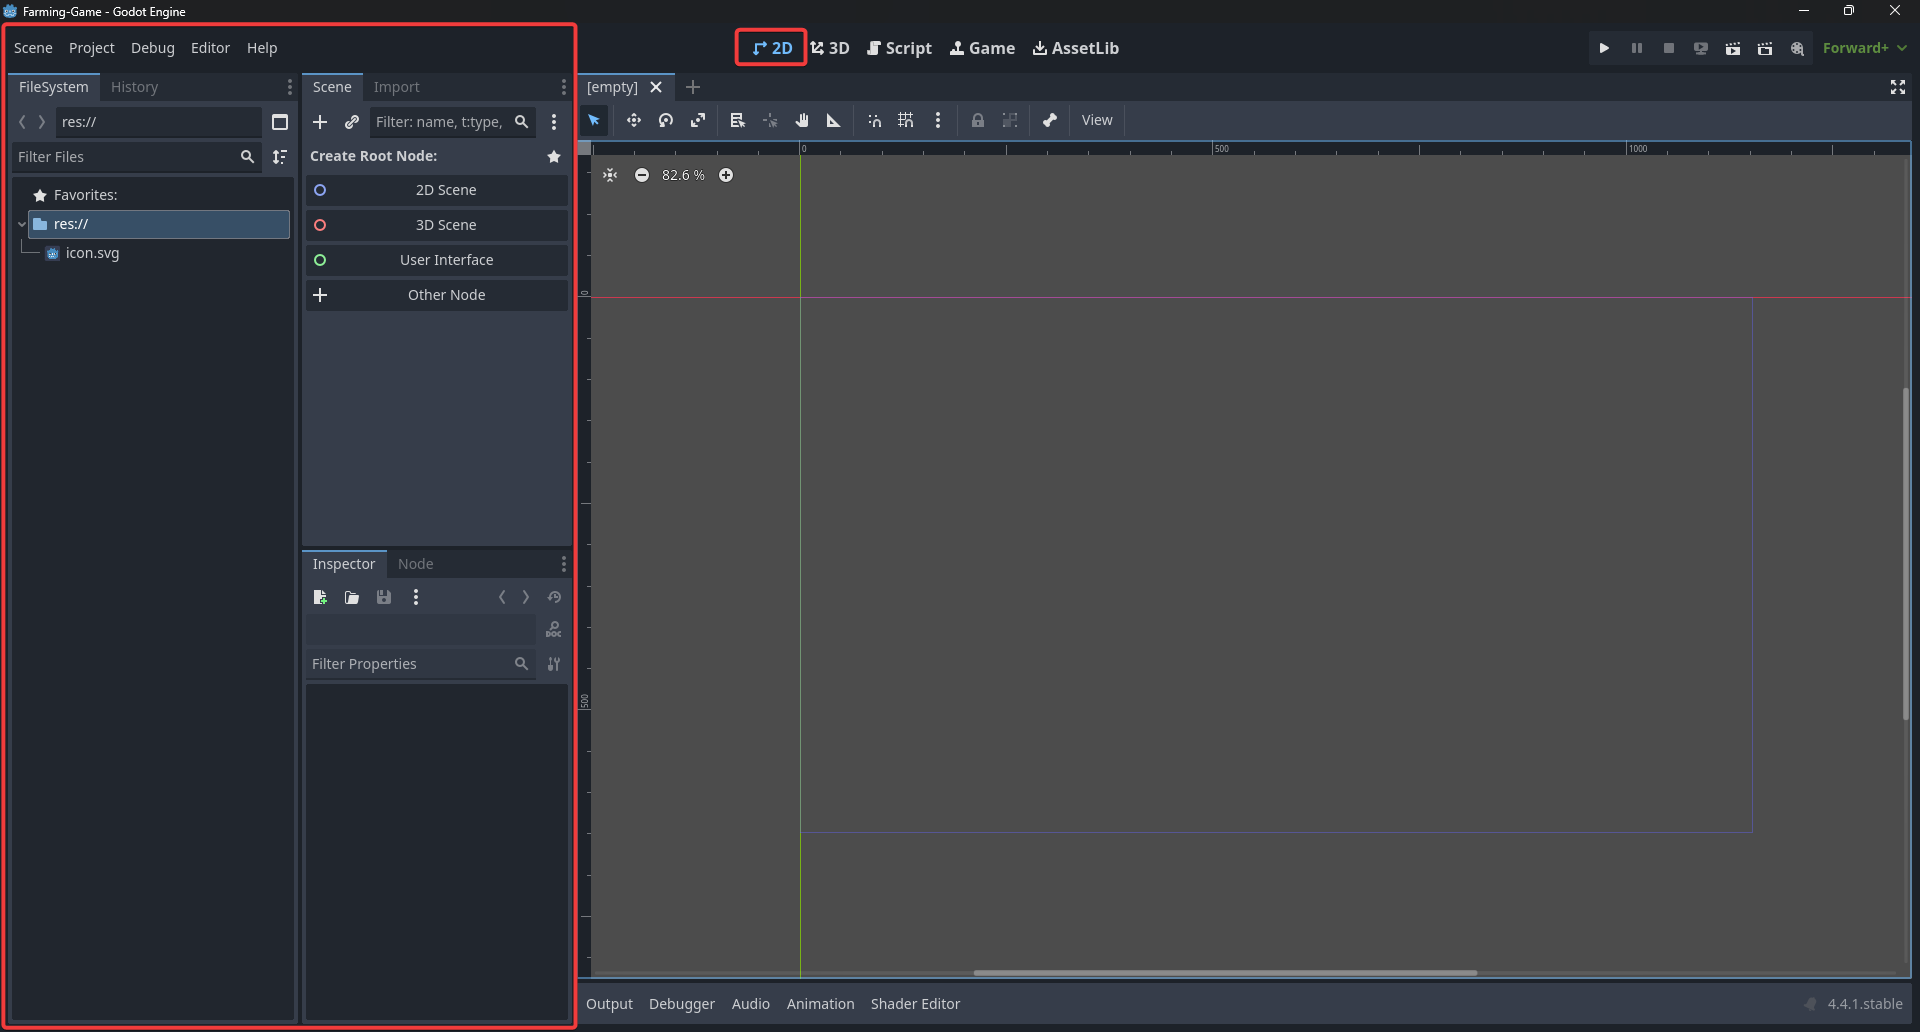 Farming-Game - Godot Engine
Scene Project Debug Editor Help
2D 3D Script Game AssetLib
Forward+
FileSystem History
Scene Import
[empty]
res://
Filter: name, t:type,
View
Filter Files
Create Root Node:
0 500 1000
82.6 %
Favorites:
res://
icon.svg
2D Scene
3D Scene
User Interface
Other Node
0
500
Inspector Node
DOC
Filter Properties
Output Debugger Audio Animation Shader Editor
4.4.1.stable